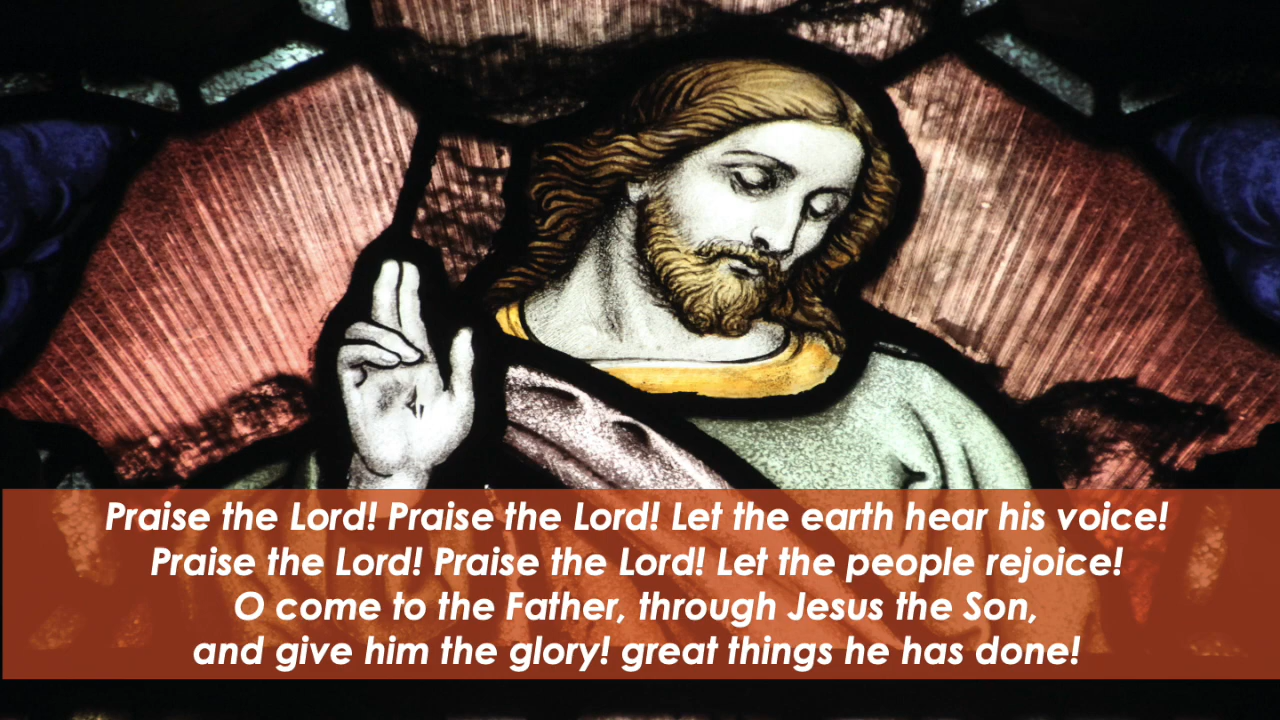 Praise the Lord! Praise the Lord! Let the earth hear his voice!
Praise the Lord! Praise the Lord! Let the people rejoice!
O come to the Father, through Jesus the Son,
and give him the glory! great things he has done!